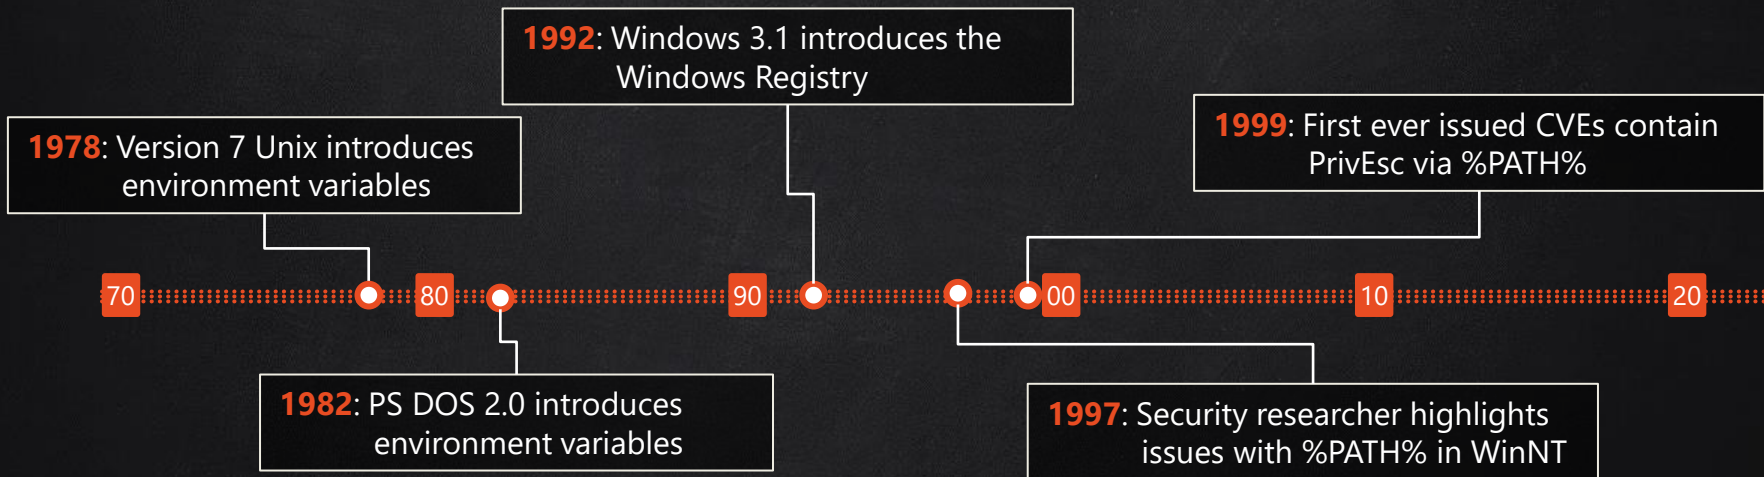 1992: Windows 3.1 introduces the
Windows Registry
1978: Version 7 Unix introduces
environment variables
1999: First ever issued CVEs contain
PrivEsc via %PATH%
70 80 90 00 10 20
1982: PS DOS 2.0 introduces
environment variables
1997: Security researcher highlights
issues with %PATH% in WinNT